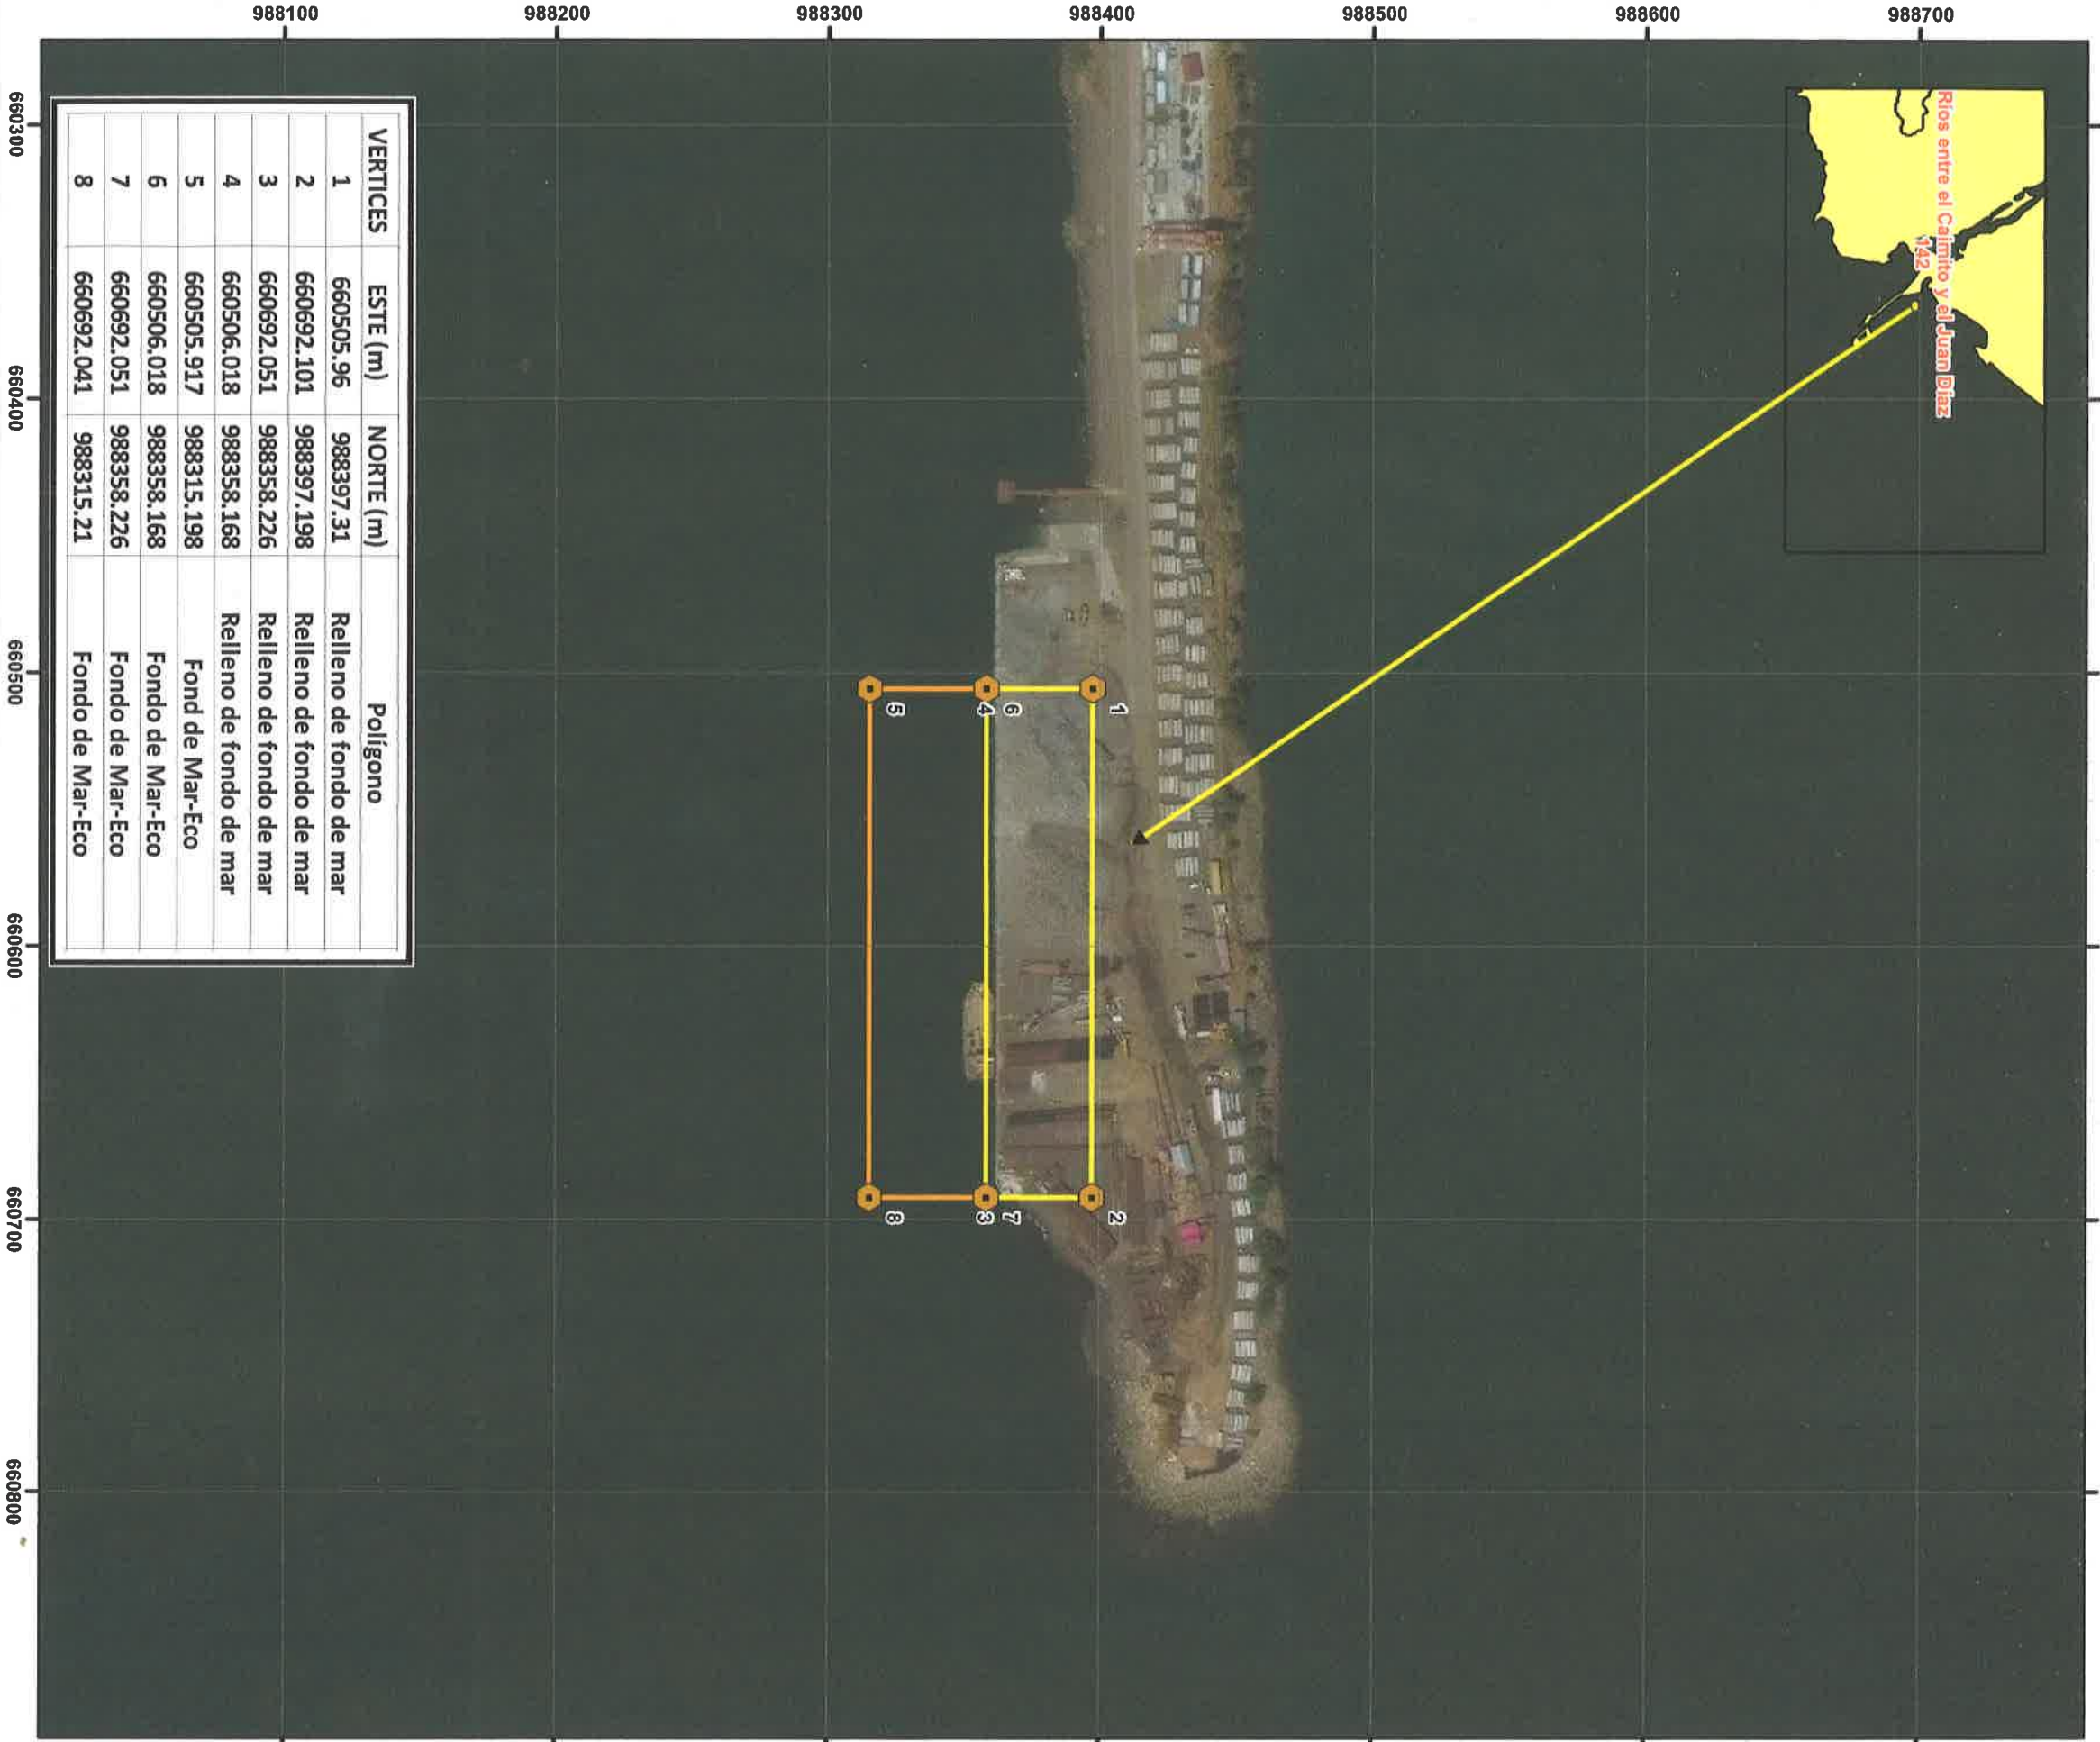 988100 988200 988300 988400 988500 988600 988700
660300
660400
660500
660600
660700
660800
Ríos entre el Caimito y el Juan Díaz
142
1
2
6
4
7
3
5
8
VERTICES ESTE (m) NORTE (m) Polígono
1 660505.96 988397.31 Relleno de fondo de mar
2 660692.101 988397.198 Relleno de fondo de mar
3 660692.051 988358.226 Relleno de fondo de mar
4 660506.018 988358.168 Relleno de fondo de mar
5 660505.917 988315.198 Fond de Mar-Eco
6 660506.018 988358.168 Fondo de Mar-Eco
7 660692.051 988358.226 Fondo de Mar-Eco
8 660692.041 988315.21 Fondo de Mar-Eco